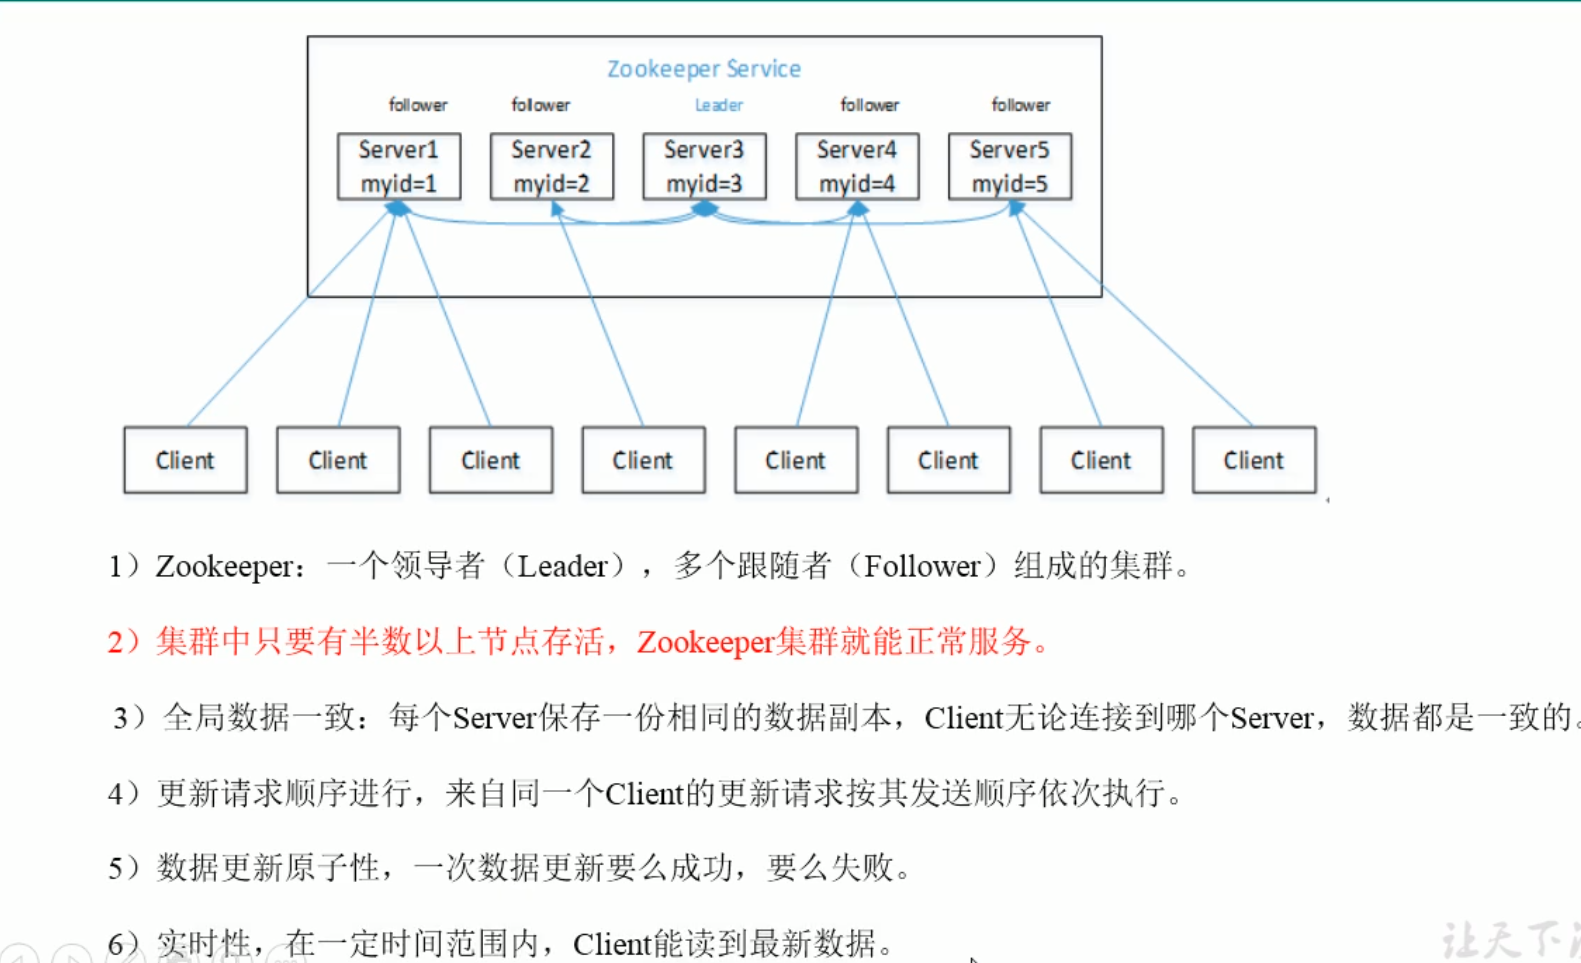 Zookeeper Service
follower follower Leader follower follower
Server1 Server2 Server3 Server4 Server5
myid=1 myid=2 myid=3 myid=4 myid=5
Client Client Client Client Client Client Client Client
1）Zookeeper：一个领导者（Leader），多个跟随者（Follower）组成的集群。
2）集群中只要有半数以上节点存活，Zookeeper集群就能正常服务。
3）全局数据一致：每个Server保存一份相同的数据副本，Client无论连接到哪个Server，数据都是一致的。
4）更新请求顺序进行，来自同一个Client的更新请求按其发送顺序依次执行。
5）数据更新原子性，一次数据更新要么成功，要么失败。
6）实时性，在一定时间范围内，Client能读到最新数据。
让天下